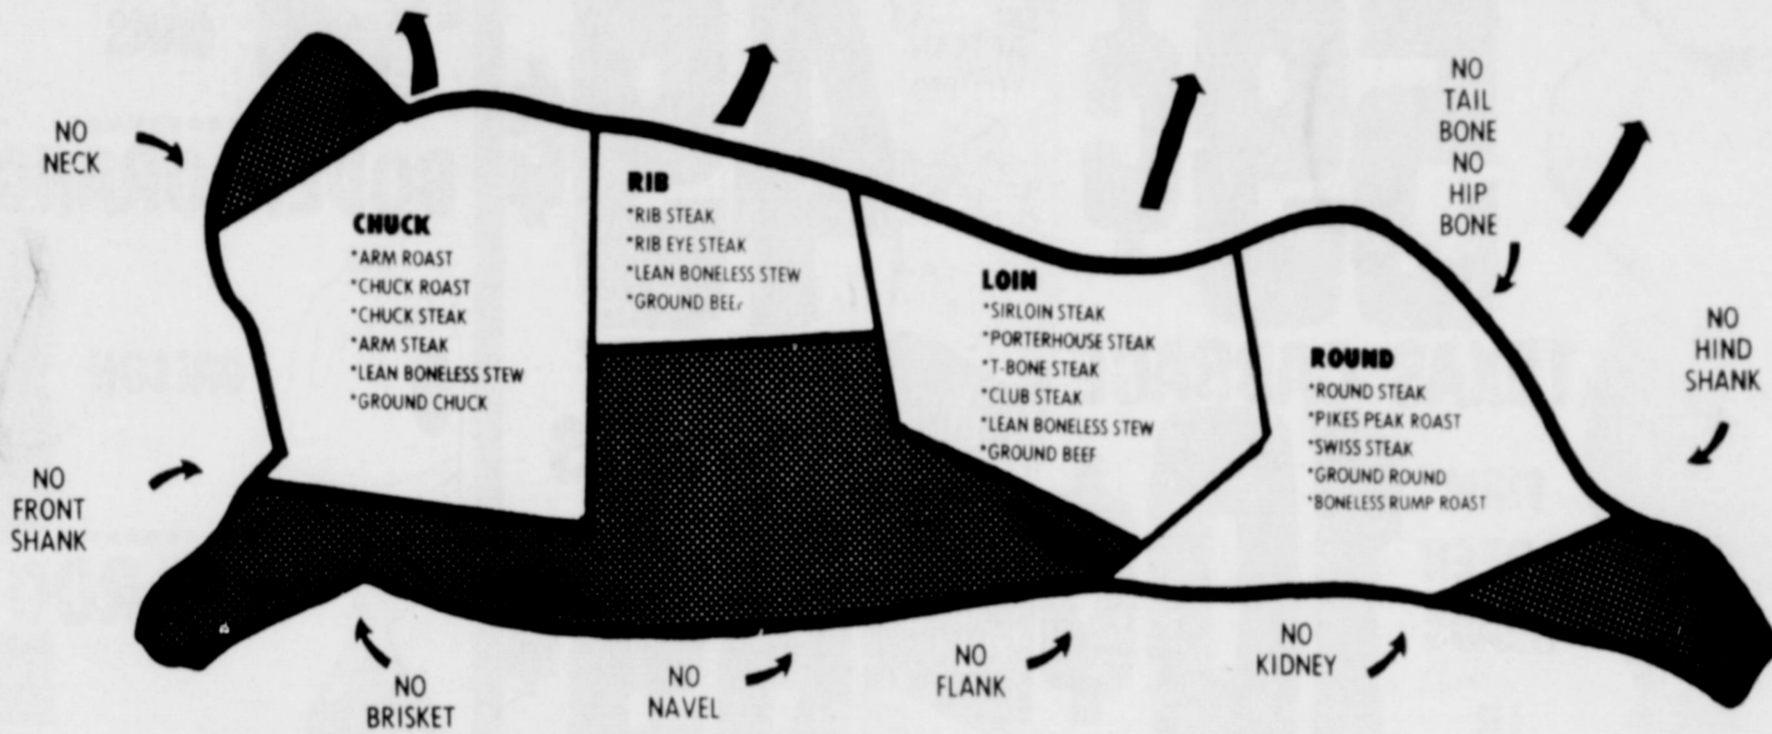 NO
NECK
CHUCK
*ARM ROAST
*CHUCK ROAST
*CHUCK STEAK
*ARM STEAK
*LEAN BONELESS STEW
*GROUND CHUCK
RIB
*RIB STEAK
*RIB EYE STEAK
*LEAN BONELESS STEW
*GROUND BEEF
LOIN
*SIRLOIN STEAK
*PORTERHOUSE STEAK
*T-BONE STEAK
*CLUB STEAK
*LEAN BONELESS STEW
*GROUND BEEF
ROUND
*ROUND STEAK
*PIKES PEAK ROAST
*SWISS STEAK
*GROUND ROUND
*BONELESS RUMP ROAST
NO
TAIL
BONE
NO
HIP
BONE
NO
HIND
SHANK
NO
FRONT
SHANK
NO
BRISKET
NO
NAVEL
NO
FLANK
NO
KIDNEY